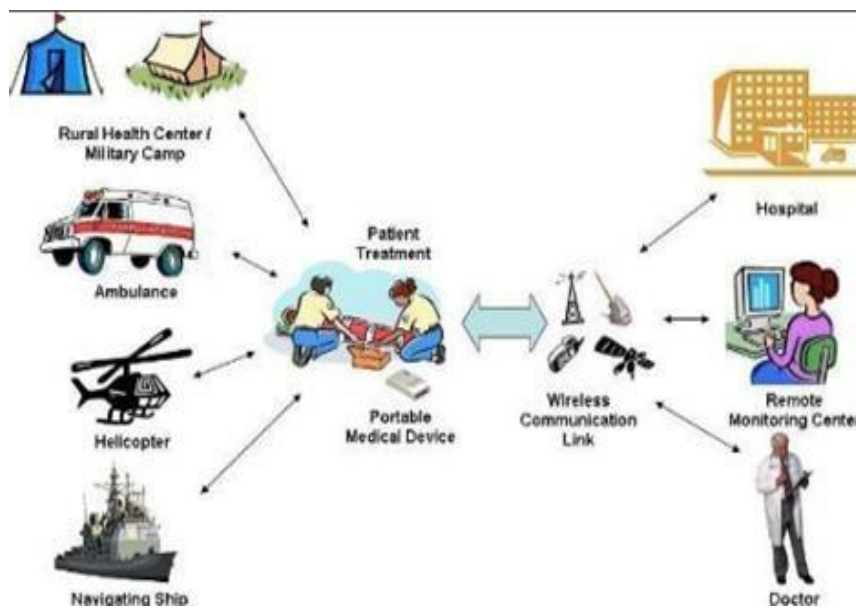 Rural Health Center /
Military Camp
Ambulance
Helicopter
Navigating Ship
Patient
Treatment
Portable
Medical Device
Wireless
Communication
Link
Hospital
Remote
Monitoring Center
Doctor